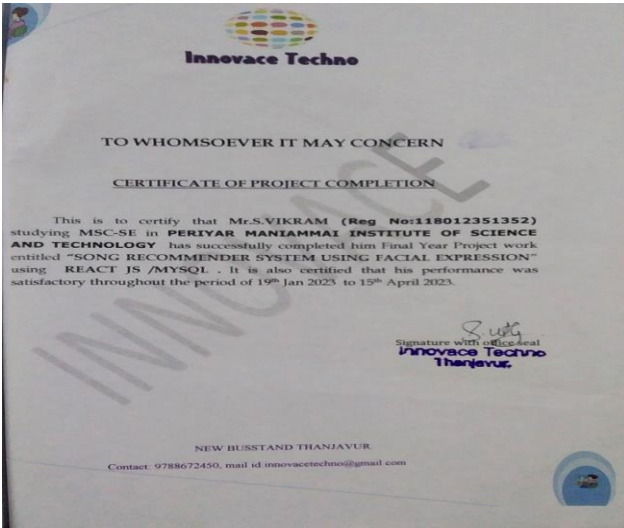 Innovace Techno
TO WHOMSOEVER IT MAY CONCERN
CERTIFICATE OF PROJECT COMPLETION
This is to certify that Mr.S.VIKRAM (Reg No:118012351352)
studying MSC-SE in PERIYAR MANIAMMAI INSTITUTE OF SCIENCE
AND TECHNOLOGY has successfully completed him Final Year Project work
entitled "SONG RECOMMENDER SYSTEM USING FACIAL EXPRESSION"
using REACT JS /MYSQL . It is also certified that his performance was
satisfactory throughout the period of 19th Jan 2023 to 15th April 2023.
INNOVACE
Signature with office seal
Innovace Techno
Thanjavur.
NEW BUSSTAND THANJAVUR
Contact: 9788672450, mail id:innovacetechno@gmail.com